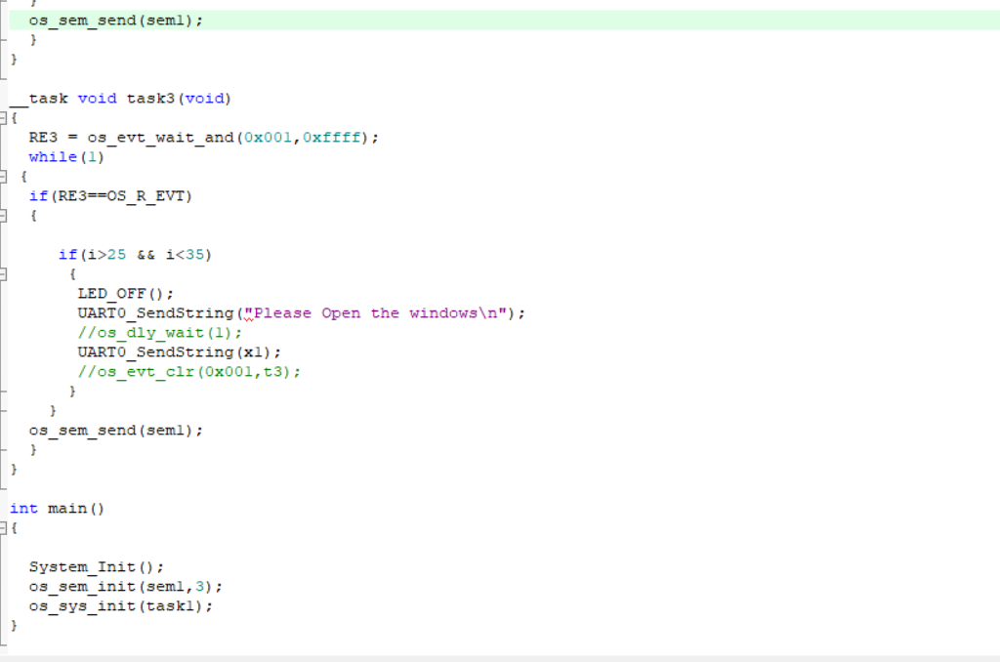 }
os_sem_send(sem1);
}
}
__task void task3(void)
{
RE3 = os_evt_wait_and(0x001,0xffff);
while(1)
{
if(RE3==OS_R_EVT)
{
if(i>25 && i<35)
{
LED_OFF();
UART0_SendString("Please Open the windows\n");
//os_dly_wait(1);
UART0_SendString(x1);
//os_evt_clr(0x001,t3);
}
}
os_sem_send(sem1);
}
}
int main()
{
System_Init();
os_sem_init(sem1,3);
os_sys_init(task1);
}